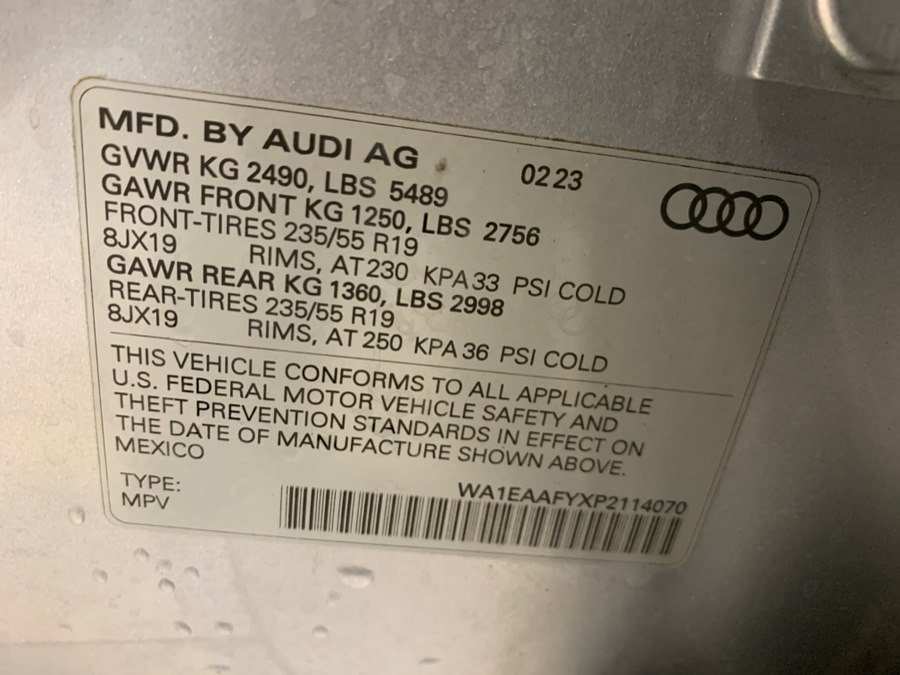 MFD. BY AUDI AG 0223
GVWR KG 2490, LBS 5489
GAWR FRONT KG 1250, LBS 2756
FRONT-TIRES 235/55 R19
8JX19 RIMS, AT 230 KPA 33 PSI COLD
GAWR REAR KG 1360, LBS 2998
REAR-TIRES 235/55 R19
8JX19 RIMS, AT 250 KPA 36 PSI COLD
THIS VEHICLE CONFORMS TO ALL APPLICABLE
U.S. FEDERAL MOTOR VEHICLE SAFETY AND
THEFT PREVENTION STANDARDS IN EFFECT ON
THE DATE OF MANUFACTURE SHOWN ABOVE.
MEXICO
TYPE: WA1EAAFYXP2114070
MPV